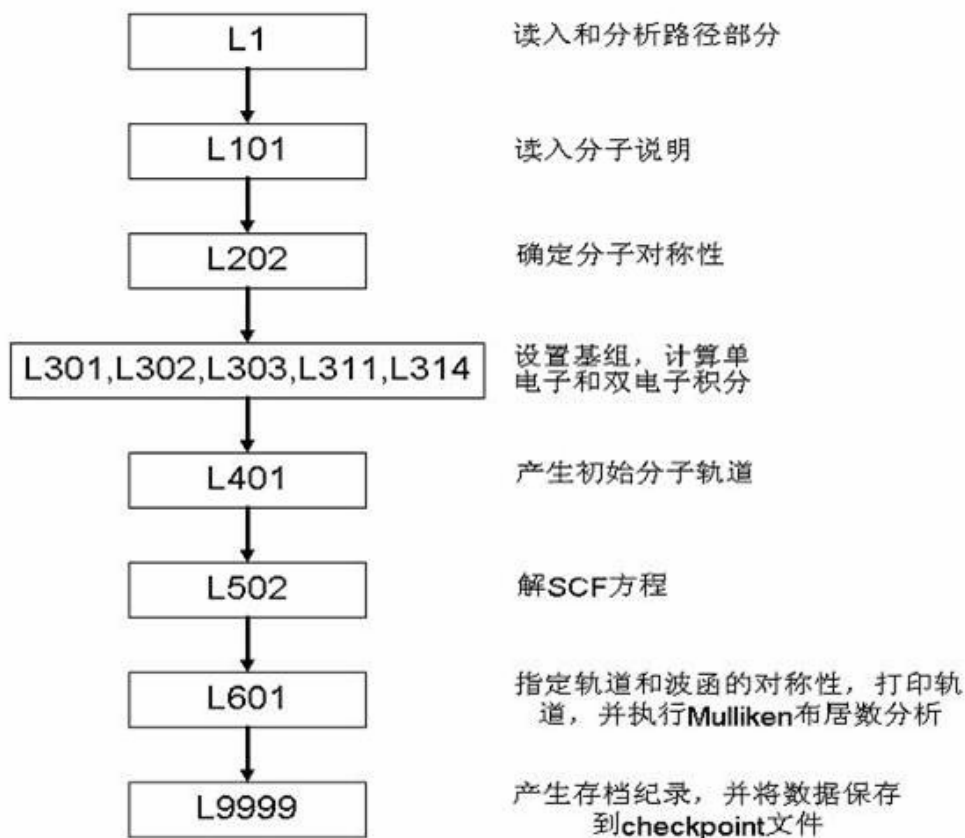 L1
读入和分析路径部分
L101
读入分子说明
L202
确定分子对称性
L301,L302,L303,L311,L314
设置基组，计算单
电子和双电子积分
L401
产生初始分子轨道
L502
解SCF方程
L601
指定轨道和波函的对称性，打印轨
道，并执行Mulliken布居数分析
L9999
产生存档纪录，并将数据保存
到checkpoint文件